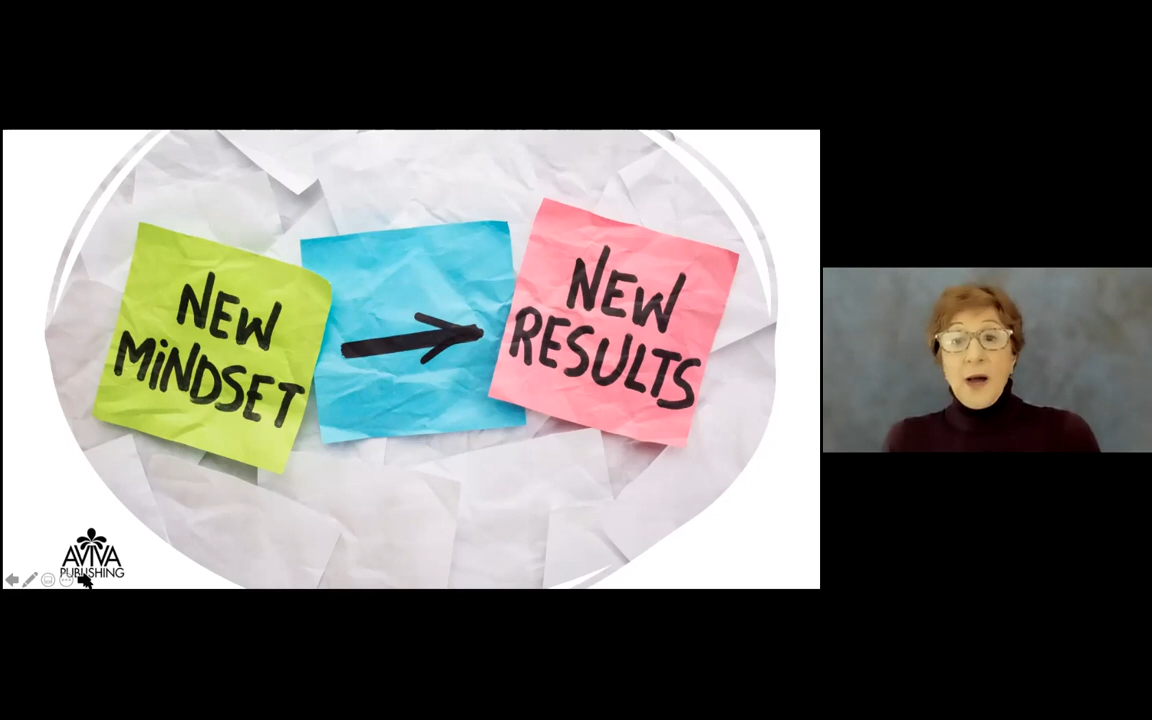 NEW
MiNDSET
NEW
RESULTS
AVIVA
PUBLISHING